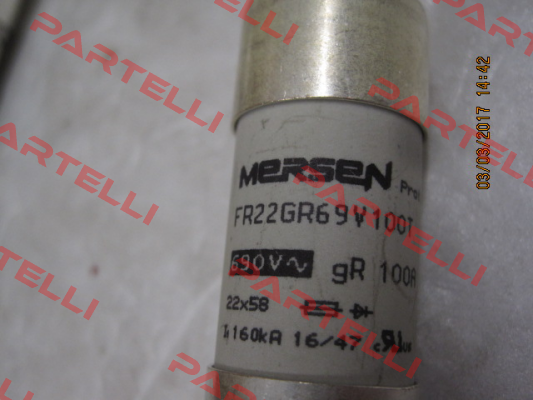 PARTELLI
PARTELLI
PARTELLI
PARTELLI
PARTELLI
PARTELLI
MERSEN
FR22GR69V100T
690V~ gR 100A
22x58
160kA 16/47 c us
03/03/2017 14:42